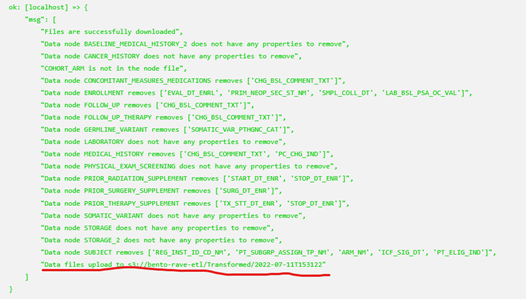 ok: [localhost] => {
"msg": [
"Files are successfully downloaded",
"Data node BASELINE_MEDICAL_HISTORY_2 does not have any properties to remove",
"Data node CANCER_HISTORY does not have any properties to remove",
"COHORT_ARM is not in the node file",
"Data node CONCOMITANT_MEASURES_MEDICATIONS removes ['CHG_BSL_COMMENT_TXT']",
"Data node ENROLLMENT removes ['EVAL_DT_ENRL', 'PRIM_NEOP_SEC_ST_NM', 'SMPL_COLL_DT', 'LAB_BSL_PSA_OC_VAL']",
"Data node FOLLOW_UP removes ['CHG_BSL_COMMENT_TXT']",
"Data node FOLLOW_UP_THERAPY removes ['CHG_BSL_COMMENT_TXT']",
"Data node GERMLINE_VARIANT removes ['SOMATIC_VAR_PTHGNC_CAT']",
"Data node LABORATORY does not have any properties to remove",
"Data node MEDICAL_HISTORY removes ['CHG_BSL_COMMENT_TXT', 'PC_CHG_IND']",
"Data node PHYSICAL_EXAM_SCREENING does not have any properties to remove",
"Data node PRIOR_RADIATION_SUPPLEMENT removes ['START_DT_ENR', 'STOP_DT_ENR']",
"Data node PRIOR_SURGERY_SUPPLEMENT removes ['SURG_DT_ENR']",
"Data node PRIOR_THERAPY_SUPPLEMENT removes ['TX_STT_DT_ENR', 'STOP_DT_ENR']",
"Data node SOMATIC_VARIANT does not have any properties to remove",
"Data node STORAGE does not have any properties to remove",
"Data node STORAGE_2 does not have any properties to remove",
"Data node SUBJECT removes ['REG_INST_ID_CD_NM', 'PT_SUBGRP_ASSIGN_TP_NM', 'ARM_NM', 'ICF_SIG_DT', 'PT_ELIG_IND']",
"Data files upload to s3://bento-rave-etl/Transformed/2022-07-11T153122"
]
}